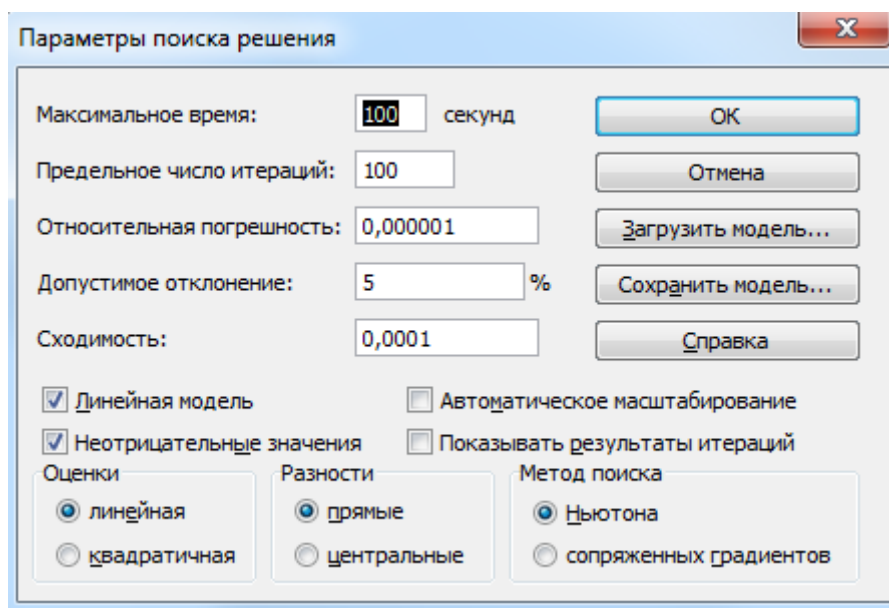 Параметры поиска решения
Максимальное время: 100 секунд OK
Предельное число итераций: 100 Отмена
Относительная погрешность: 0,000001 Загрузить модель...
Допустимое отклонение: 5 % Сохранить модель...
Сходимость: 0,0001 Справка
Линейная модель Автоматическое масштабирование
Неотрицательные значения Показывать результаты итераций
Оценки Разности Метод поиска
линейная прямые Ньютона
квадратичная центральные сопряженных градиентов